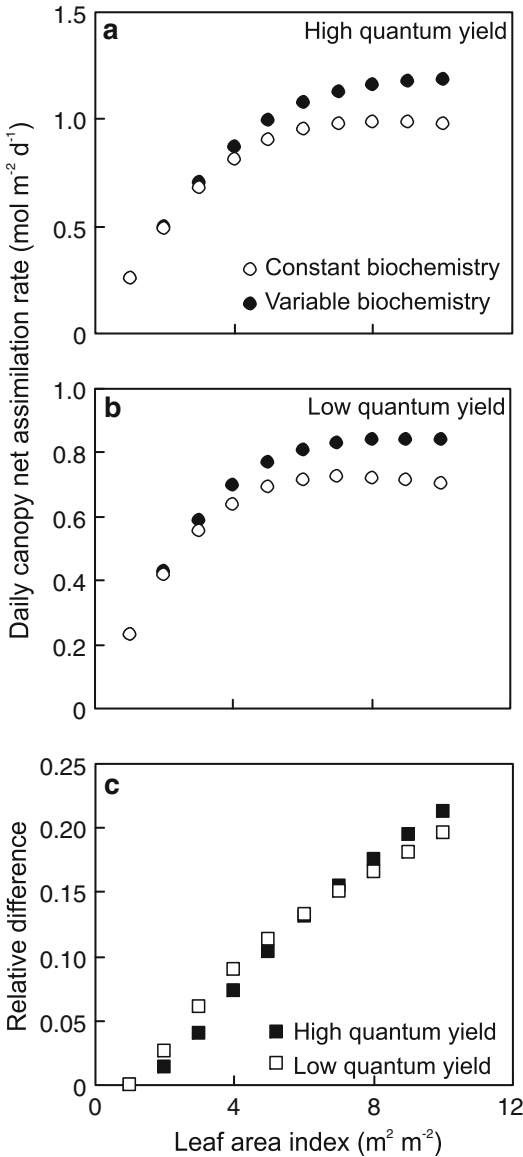 Daily canopy net assimilation rate (mol m⁻² d⁻¹)
a
High quantum yield
1.5
1.0
0.5
0
Constant biochemistry
Variable biochemistry
b
Low quantum yield
1.0
0.8
0.6
0.4
0.2
0
Relative difference
c
0.25
0.20
0.15
0.10
0.05
0
High quantum yield
Low quantum yield
0 4 8 12
Leaf area index (m² m⁻²)